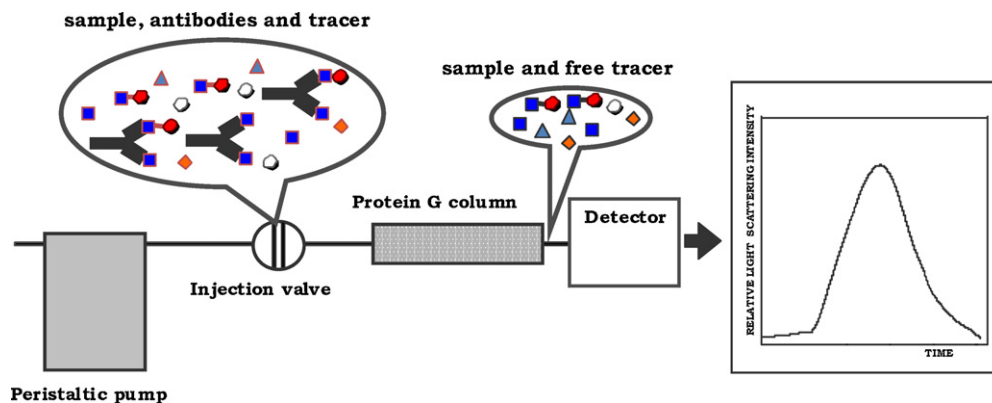 sample, antibodies and tracer
sample and free tracer
Protein G column
Detector
Injection valve
Peristaltic pump
RELATIVE LIGHT SCATTERING INTENSITY
TIME